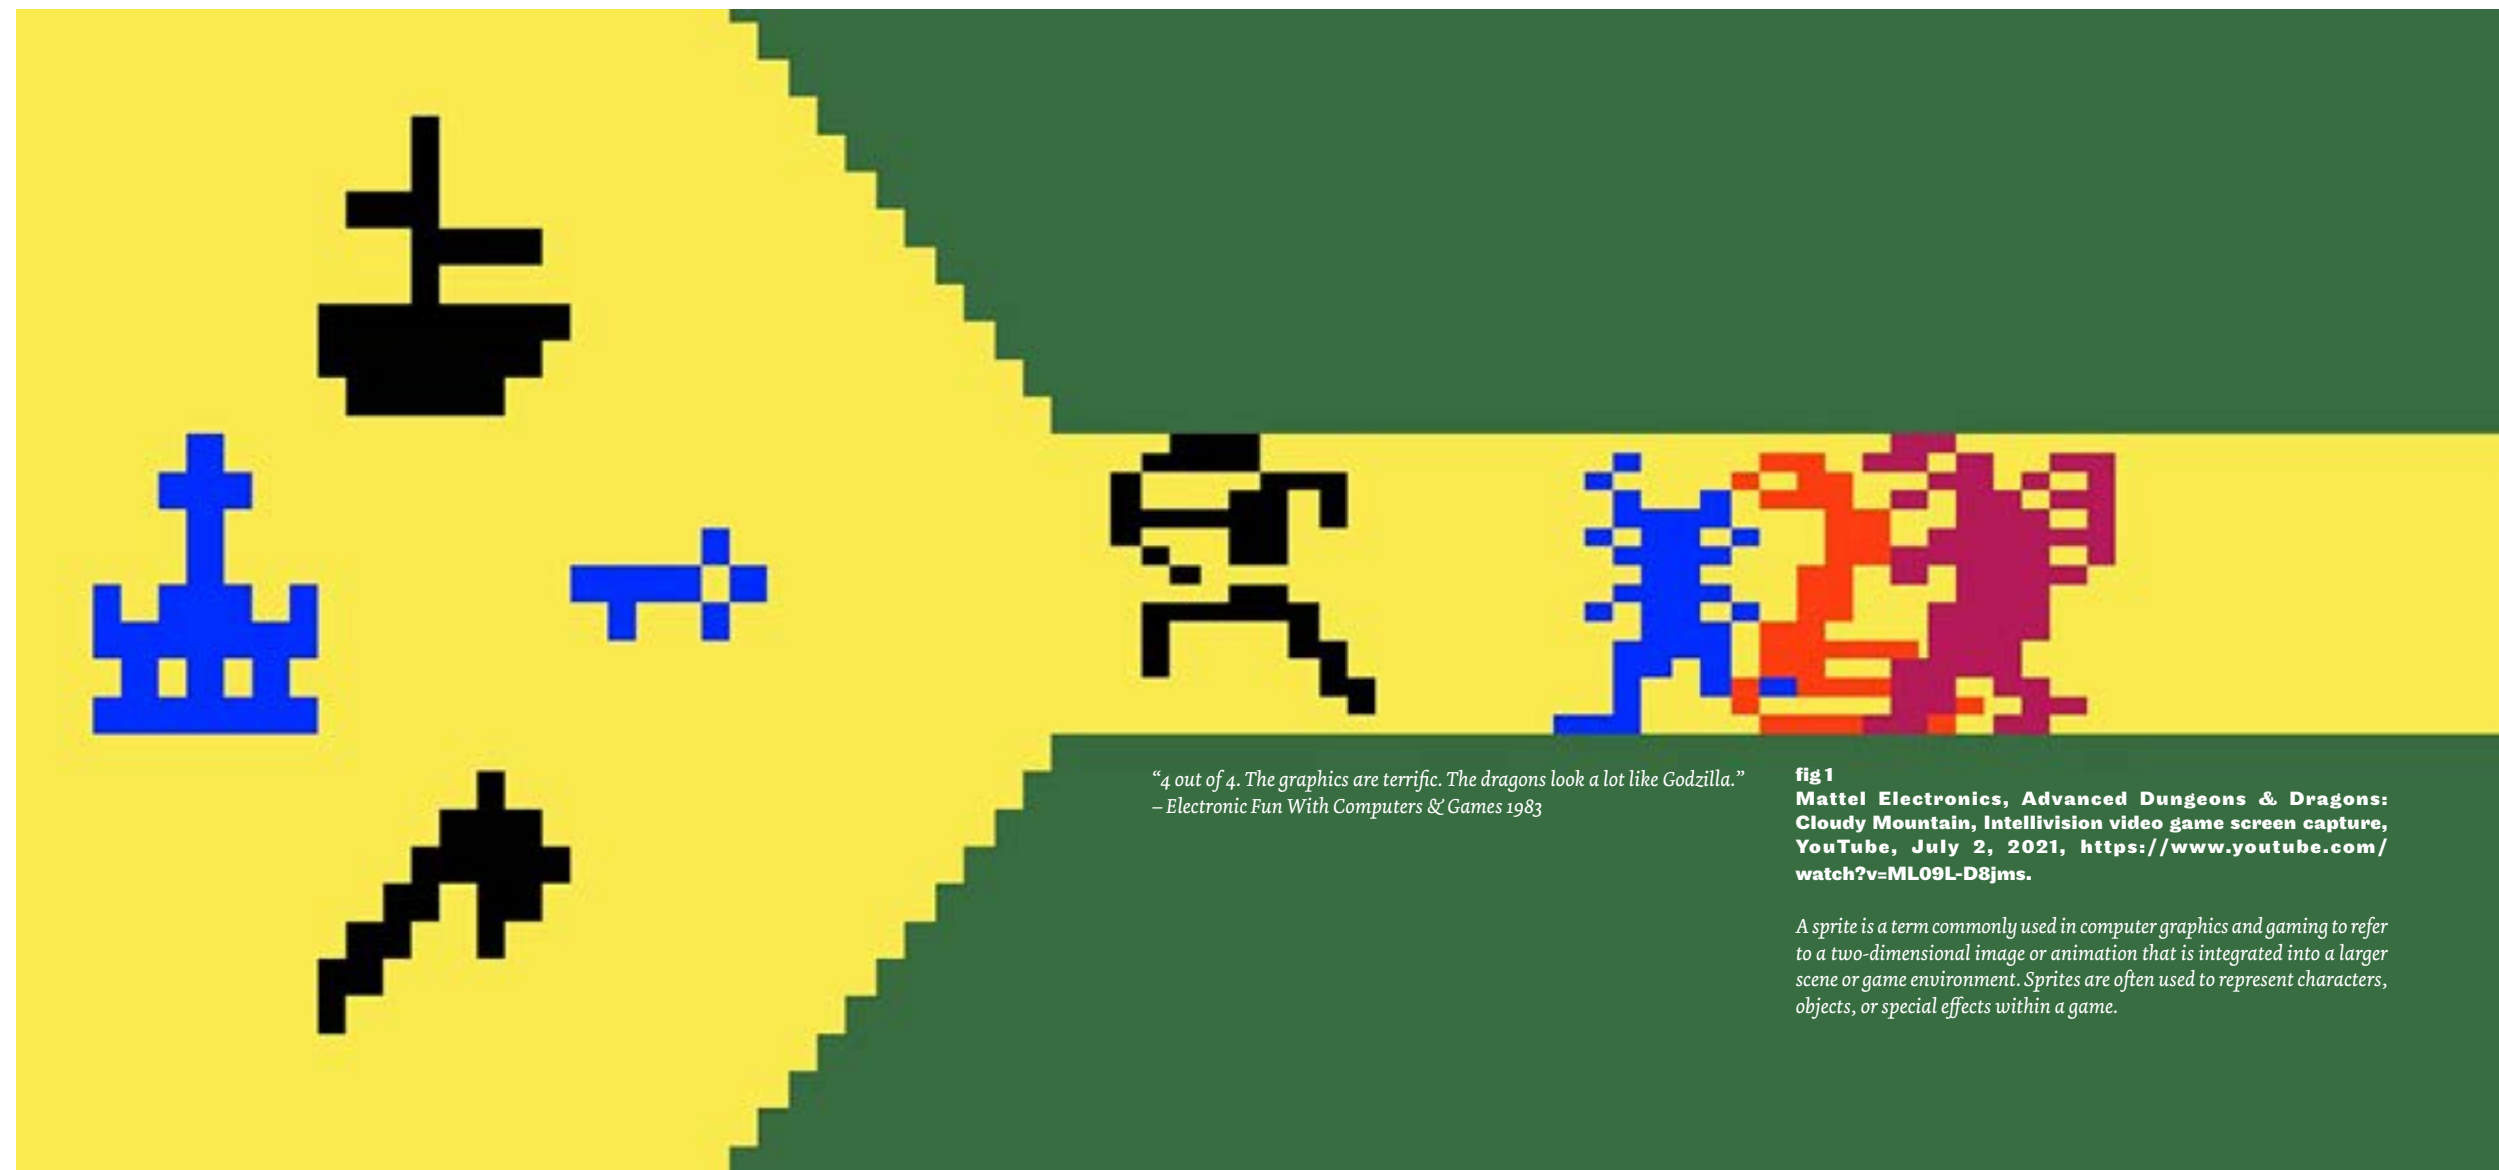 “4 out of 4. The graphics are terrific. The dragons look a lot like Godzilla.”
– Electronic Fun With Computers & Games 1983
fig 1
Mattel Electronics, Advanced Dungeons & Dragons:
Cloudy Mountain, Intellivision video game screen capture,
YouTube, July 2, 2021, https://www.youtube.com/
watch?v=ML09L-D8jms.
A sprite is a term commonly used in computer graphics and gaming to refer
to a two-dimensional image or animation that is integrated into a larger
scene or game environment. Sprites are often used to represent characters,
objects, or special effects within a game.